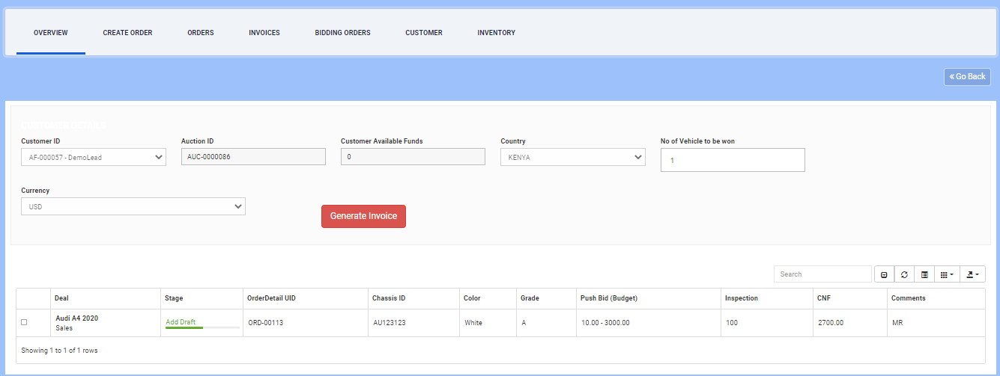 OVERVIEW CREATE ORDER ORDERS INVOICES BIDDING ORDERS CUSTOMER INVENTORY
« Go Back
CUSTOMER DETAILS
Customer ID Auction ID Customer Available Funds Country No of Vehicle to be won
AF-000057 - DemoLead AUC-0000086 0 KENYA 1
Currency
USD
Generate Invoice
Search
Deal Stage OrderDetail UID Chassis ID Color Grade Push Bid (Budget) Inspection CNF Comments
Audi A4 2020
Sales
Add Draft ORD-00113 AU123123 White A 10.00 - 3000.00 100 2700.00 MR
Showing 1 to 1 of 1 rows